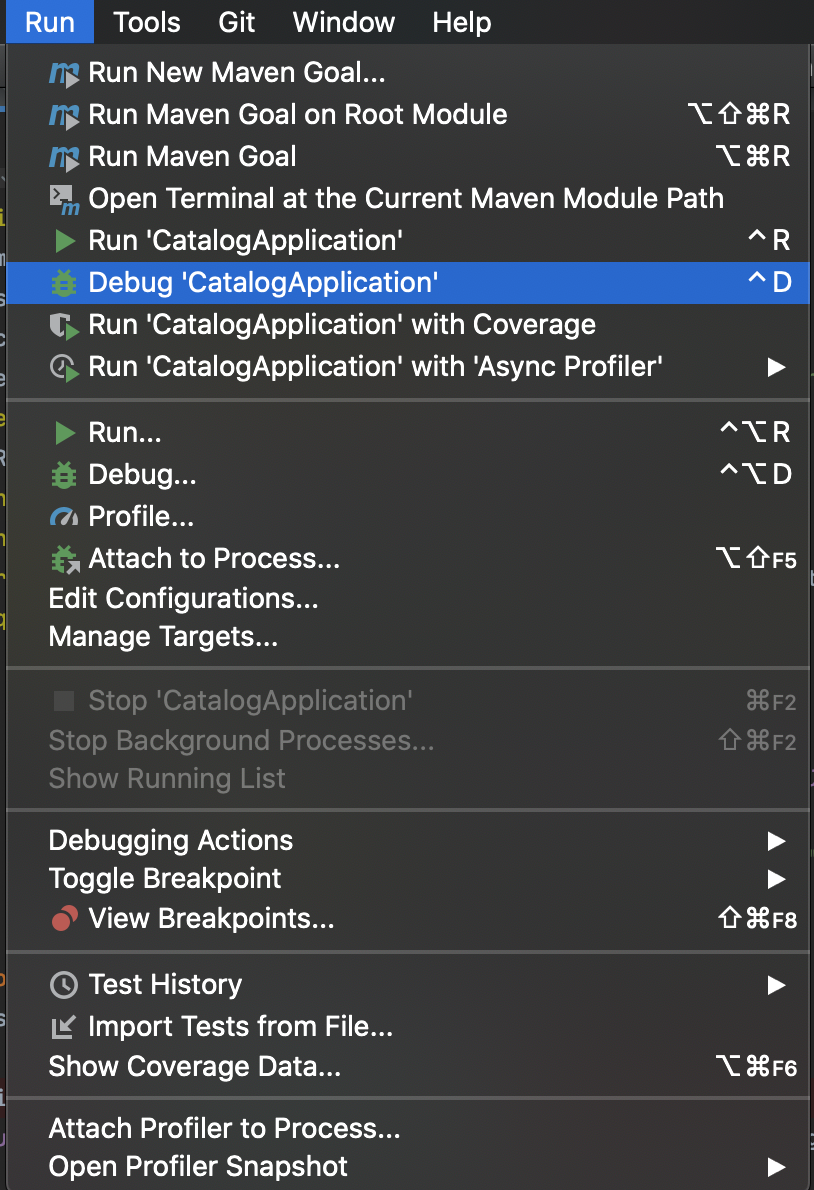 Run Tools Git Window Help
Run New Maven Goal...
Run Maven Goal on Root Module ⌥⇧⌘R
Run Maven Goal ⌥⌘R
Open Terminal at the Current Maven Module Path
Run 'CatalogApplication' ^R
Debug 'CatalogApplication' ^D
Run 'CatalogApplication' with Coverage
Run 'CatalogApplication' with 'Async Profiler'
Run... ^⌥R
Debug... ^⌥D
Profile...
Attach to Process... ⌥⇧F5
Edit Configurations...
Manage Targets...
Stop 'CatalogApplication' ⌘F2
Stop Background Processes... ⇧⌘F2
Show Running List
Debugging Actions
Toggle Breakpoint
View Breakpoints... ⇧⌘F8
Test History
Import Tests from File...
Show Coverage Data... ⌥⌘F6
Attach Profiler to Process...
Open Profiler Snapshot